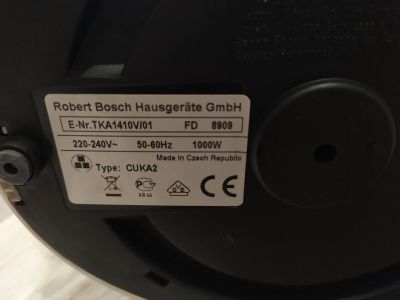 Robert Bosch Hausgeräte GmbH
E-Nr.TKA1410V/01 FD 8909
220-240V~ 50-60Hz 1000W
Made in Czech Republic
Type: CUKA2
CE